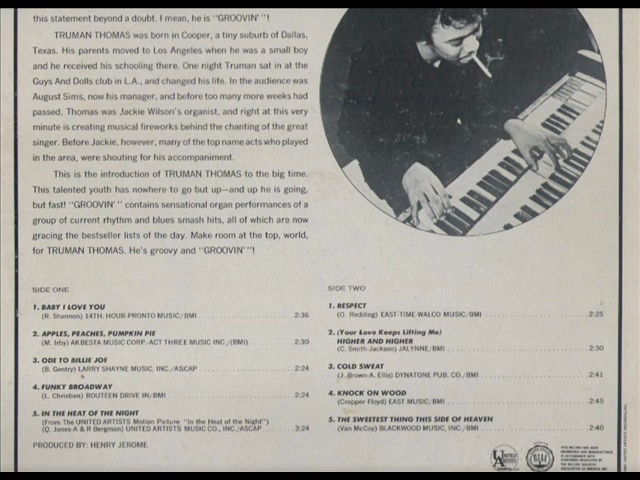 this statement beyond a doubt. I mean, he is "GROOVIN' "!
TRUMAN THOMAS was born in Cooper, a tiny suburb of Dallas,
Texas. His parents moved to Los Angeles when he was a small boy
and he received his schooling there. One night Truman sat in at the
Guys And Dolls club in L.A., and changed his life. In the audience was
August Sims, now his manager, and before too many more weeks had
passed, Thomas was Jackie Wilson's organist, and right at this very
minute is creating musical fireworks behind the chanting of the great
singer. Before Jackie, however, many of the top name acts who played
in the area, were shouting for his accompaniment.
This is the introduction of TRUMAN THOMAS to the big time.
This talented youth has nowhere to go but up—and up he is going,
but fast! "GROOVIN' " contains sensational organ performances of a
group of current rhythm and blues smash hits, all of which are now
gracing the bestseller lists of the day. Make room at the top, world,
for TRUMAN THOMAS. He's groovy and "GROOVIN' "!
SIDE ONE
1. BABY I LOVE YOU
(R. Shannon) 14TH. HOUR-PRONTO MUSIC/BMI 2:36
2. APPLES, PEACHES, PUMPKIN PIE
(M. Irby) AKBESTA MUSIC CORP. ACT THREE MUSIC INC./(BMI) 2:30
3. ODE TO BILLIE JOE
(B. Gentry) LARRY SHAYNE MUSIC, INC./ASCAP 2:24
4. FUNKY BROADWAY
(L. Christian) ROUTEEN DRIVE IN/BMI 2:24
5. IN THE HEAT OF THE NIGHT
(From The UNITED ARTISTS Motion Picture "In the Heat of the Night")
(Q. Jones-A & R Bergman) UNITED ARTISTS MUSIC CO., INC./ASCAP 3:24
PRODUCED BY: HENRY JEROME
SIDE TWO
1. RESPECT
(O. Redding) EAST-TIME-WALCO MUSIC/BMI 2:25
2. (Your Love Keeps Lifting Me)
HIGHER AND HIGHER
(C. Smith-Jackson) JALYNNE/BMI 2:30
3. COLD SWEAT
(J. Brown-A. Ellis) DYNATONE PUB. CO./BMI 2:41
4. KNOCK ON WOOD
(Cropper-Floyd) EAST MUSIC/BMI 2:45
5. THE SWEETEST THING THIS SIDE OF HEAVEN
(Van McCoy) BLACKWOOD MUSIC, INC./BMI 2:40
UNITED ARTISTS
RIAA